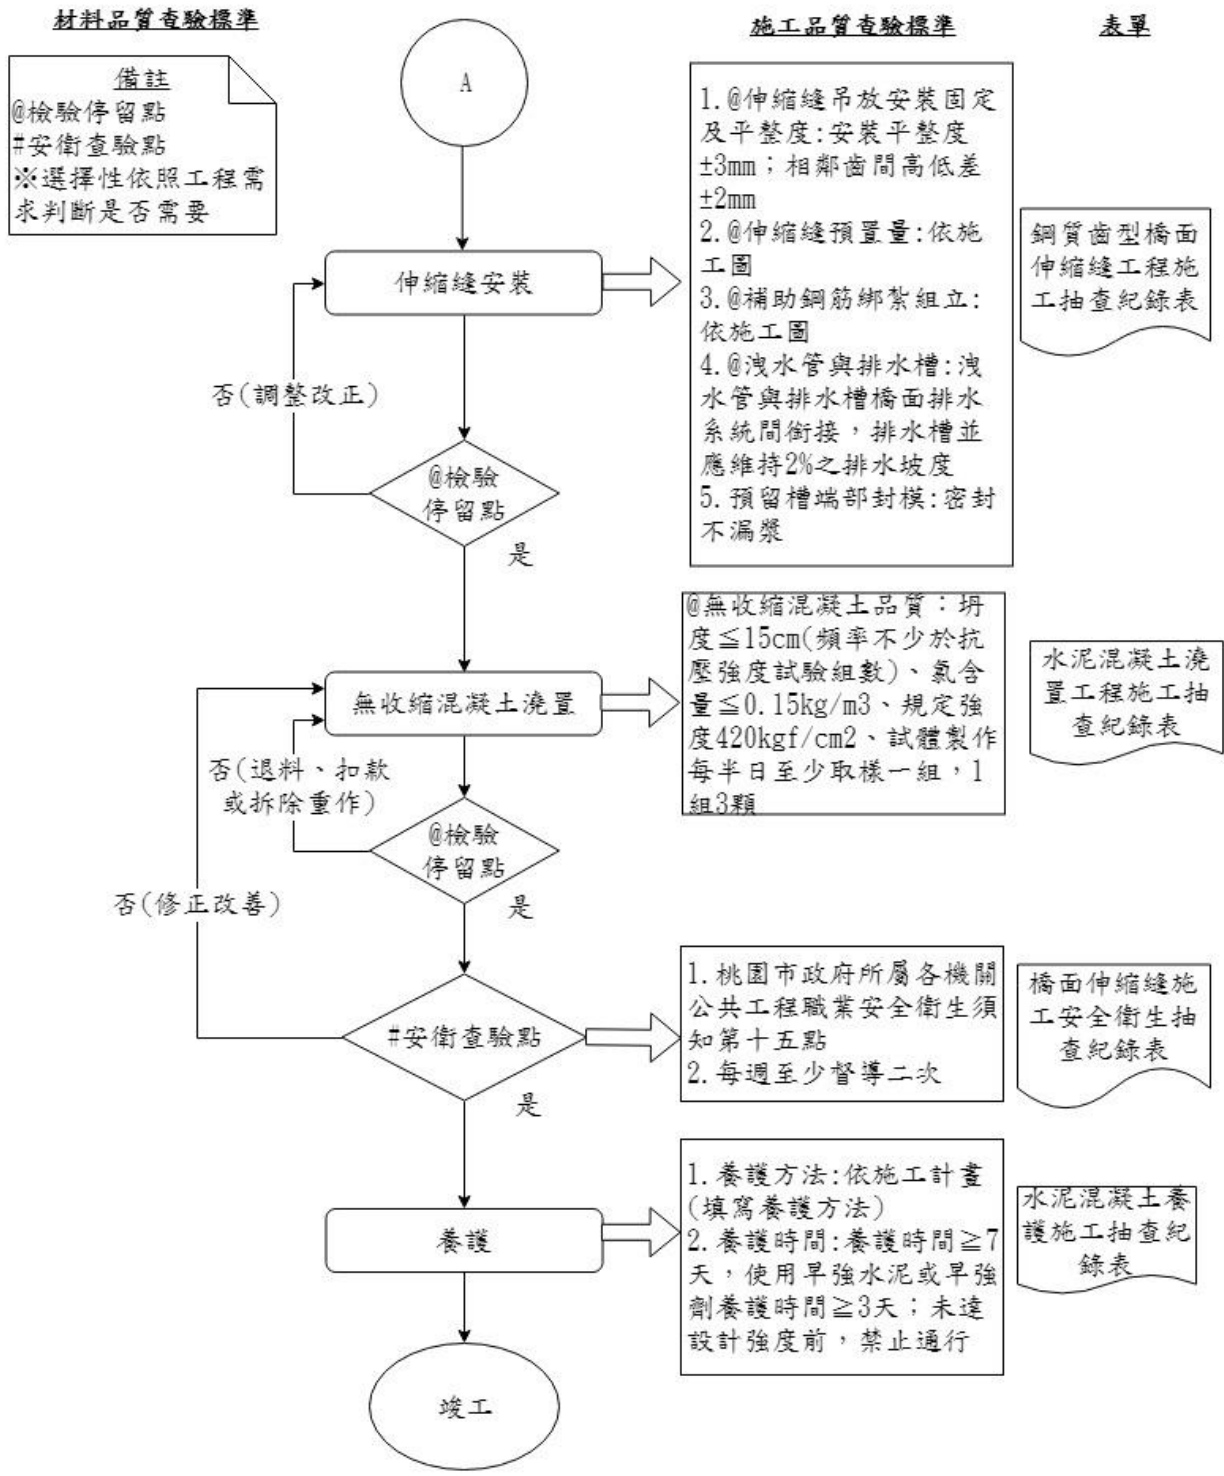 材料品質查驗標準
施工品質查驗標準
表單
備註
@檢驗停留點
#安衛查驗點
※選擇性依照工程需
求判斷是否需要
A
1.@伸縮縫吊放安裝固定
及平整度:安裝平整度
±3mm；相鄰齒間高低差
±2mm
2.@伸縮縫預置量:依施
工圖
3.@補助鋼筋綁紮組立:
依施工圖
4.@洩水管與排水槽:洩
水管與排水槽橋面排水
系統間銜接，排水槽並
應維持2%之排水坡度
5.預留槽端部封模:密封
不漏漿
鋼質齒型橋面
伸縮縫工程施
工抽查紀錄表
伸縮縫安裝
否(調整改正)
@檢驗
停留點
是
@無收縮混凝土品質：坍
度≦15cm(頻率不少於抗
壓強度試驗組數)、氯含
量≦0.15kg/m3、規定強
度420kgf/cm2、試體製作
每半日至少取樣一組，1
組3顆
水泥混凝土澆
置工程施工抽
查紀錄表
無收縮混凝土澆置
否(退料、扣款
或拆除重作)
@檢驗
停留點
否(修正改善)
是
1.桃園市政府所屬各機關
公共工程職業安全衛生須
知第十五點
2.每週至少督導二次
橋面伸縮縫施
工安全衛生抽
查紀錄表
#安衛查驗點
是
1.養護方法:依施工計畫
(填寫養護方法)
2.養護時間:養護時間≧7
天，使用早強水泥或早強
劑養護時間≧3天；未達
設計強度前，禁止通行
水泥混凝土養
護施工抽查紀
錄表
養護
竣工